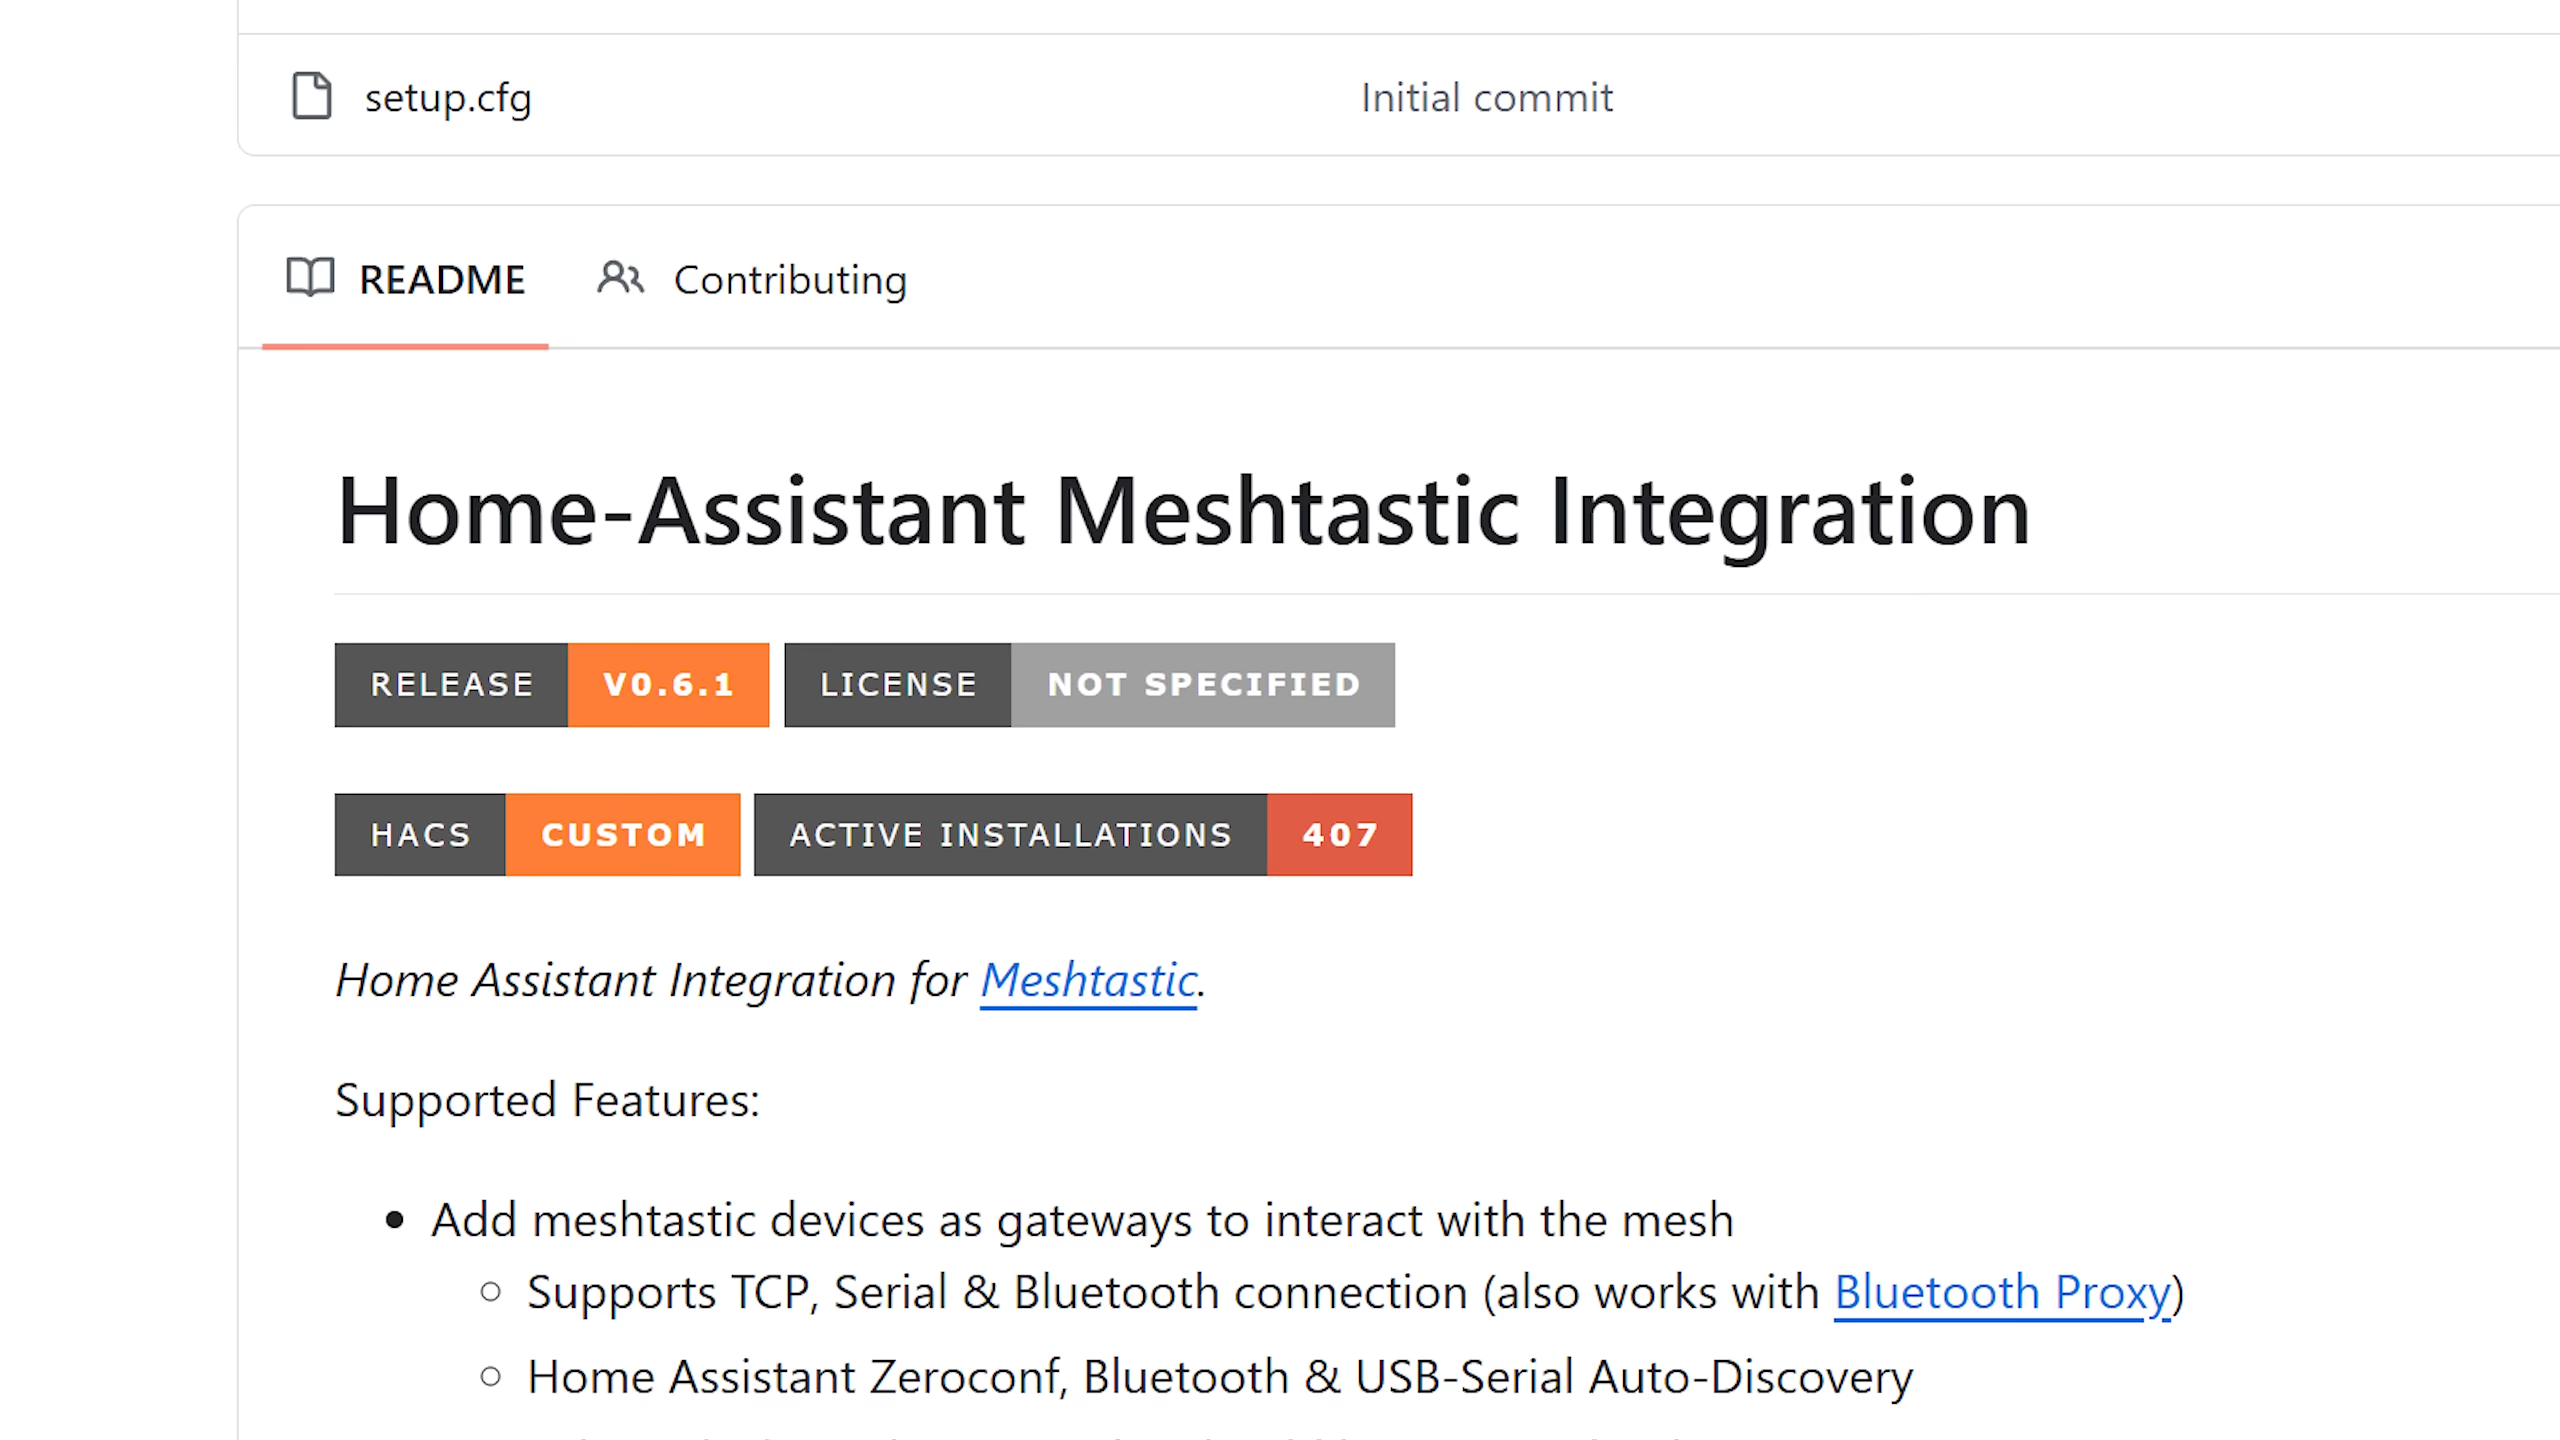 setup.cfg Initial commit
README Contributing
Home-Assistant Meshtastic Integration
RELEASE V0.6.1 LICENSE NOT SPECIFIED
HACS CUSTOM ACTIVE INSTALLATIONS 407
Home Assistant Integration for Meshtastic.
Supported Features:
• Add meshtastic devices as gateways to interact with the mesh
○ Supports TCP, Serial & Bluetooth connection (also works with Bluetooth Proxy)
○ Home Assistant Zeroconf, Bluetooth & USB-Serial Auto-Discovery